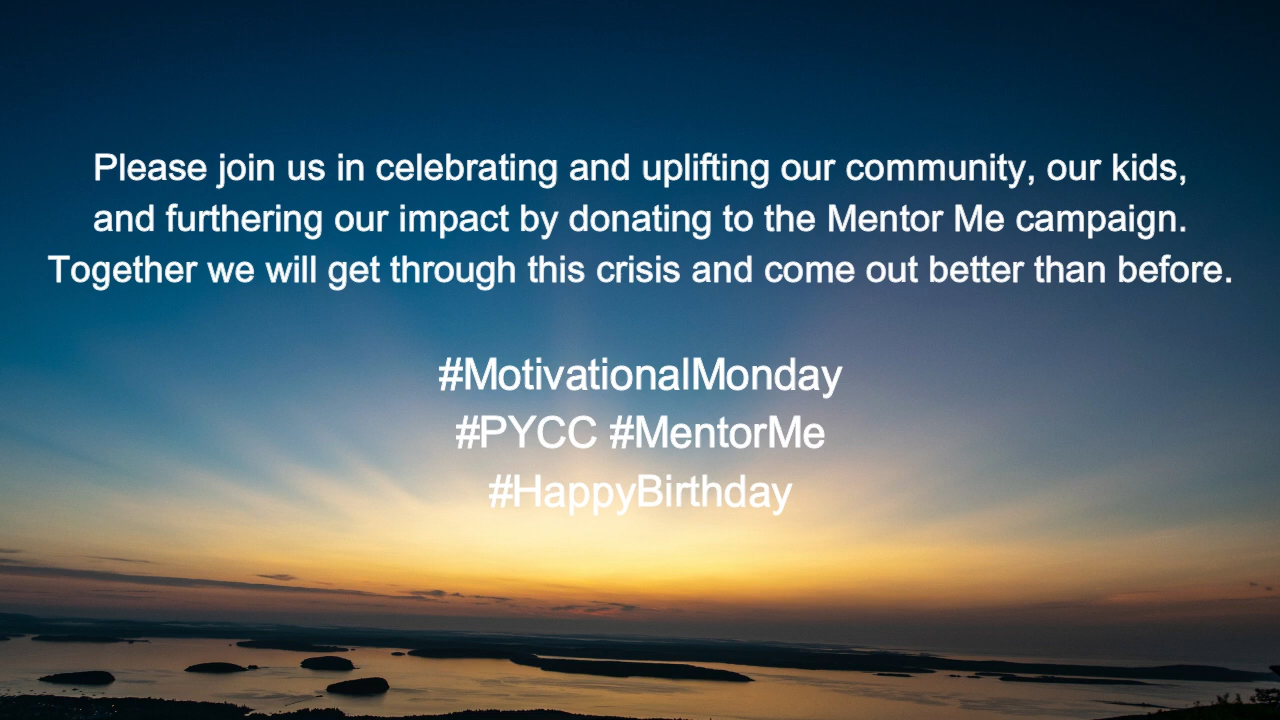 Please join us in celebrating and uplifting our community, our kids,
and furthering our impact by donating to the Mentor Me campaign.
Together we will get through this crisis and come out better than before.
#MotivationalMonday
#PYCC #MentorMe
#HappyBirthday